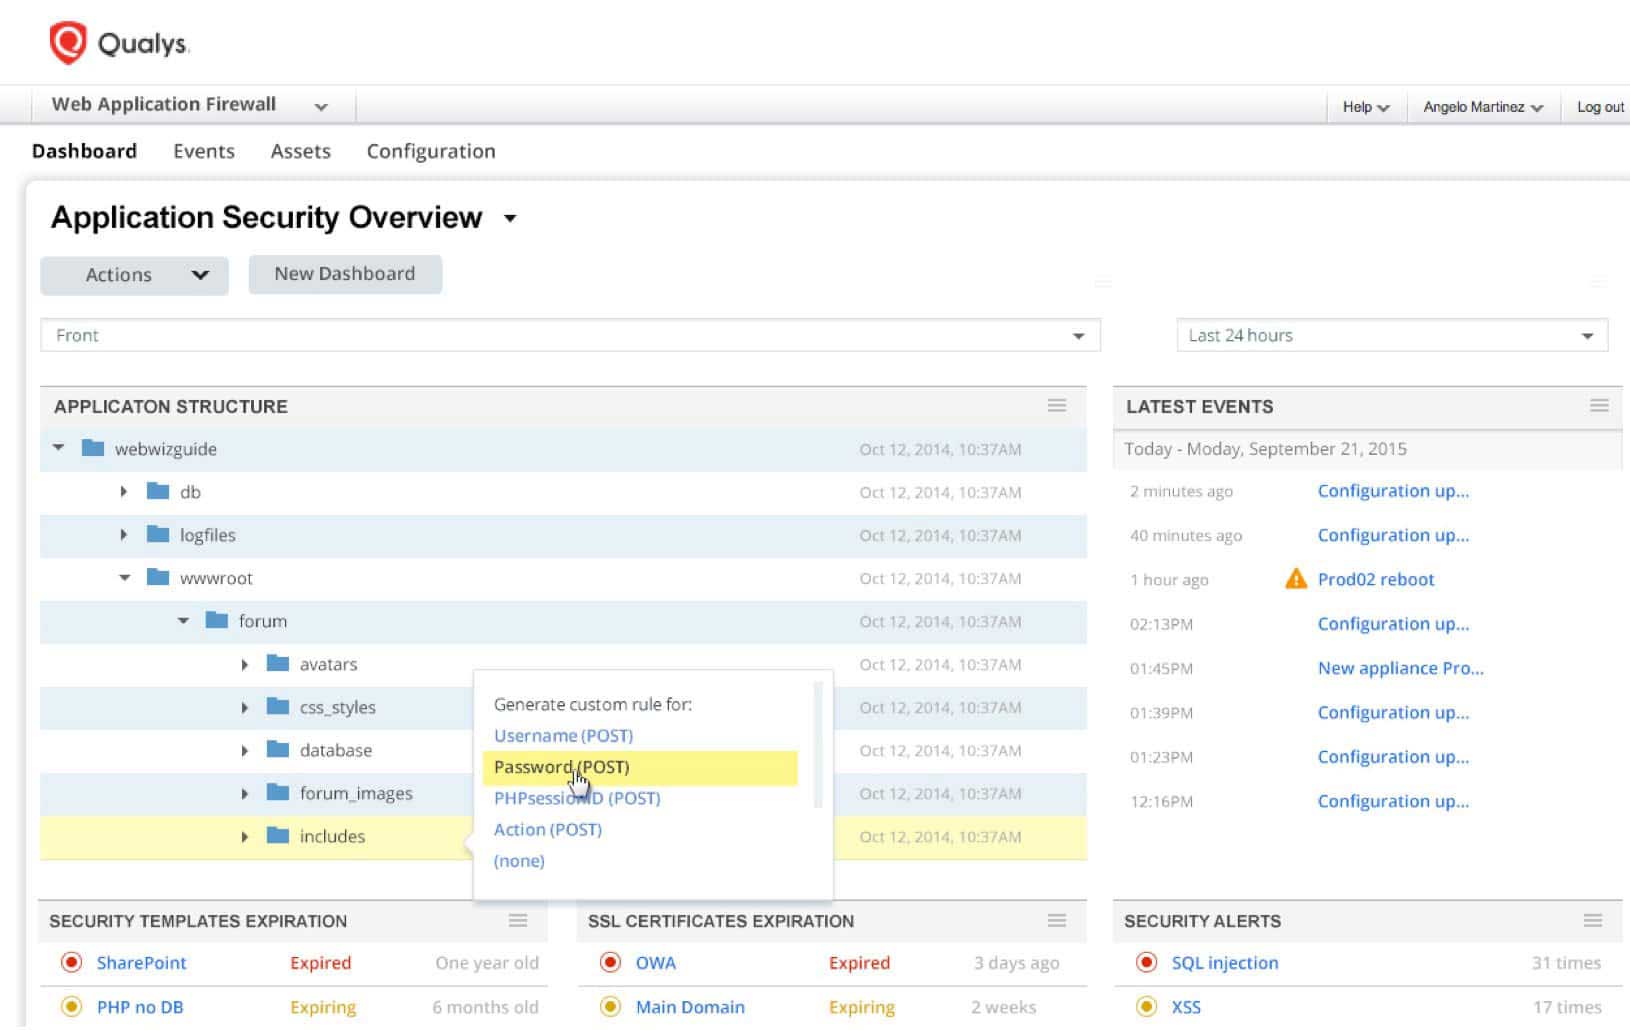 Qualys.
Web Application Firewall
Help
Angelo Martinez
Log out
Dashboard Events Assets Configuration
Application Security Overview
Actions
New Dashboard
Front
Last 24 hours
APPLICATON STRUCTURE
webwizguide Oct 12, 2014, 10:37AM
db Oct 12, 2014, 10:37AM
logfiles Oct 12, 2014, 10:37AM
wwwroot Oct 12, 2014, 10:37AM
forum Oct 12, 2014, 10:37AM
avatars Oct 12, 2014, 10:37AM
css_styles Oct 12, 2014, 10:37AM
database Oct 12, 2014, 10:37AM
forum_images Oct 12, 2014, 10:37AM
includes Oct 12, 2014, 10:37AM
Generate custom rule for:
Username (POST)
Password (POST)
PHPsessionID (POST)
Action (POST)
(none)
LATEST EVENTS
Today - Moday, September 21, 2015
2 minutes ago Configuration up...
40 minutes ago Configuration up...
1 hour ago Prod02 reboot
02:13PM Configuration up...
01:45PM New appliance Pro...
01:39PM Configuration up...
01:23PM Configuration up...
12:16PM Configuration up...
SECURITY TEMPLATES EXPIRATION
SharePoint Expired One year old
PHP no DB Expiring 6 months old
SSL CERTIFICATES EXPIRATION
OWA Expired 3 days ago
Main Domain Expiring 2 weeks
SECURITY ALERTS
SQL injection 31 times
XSS 17 times